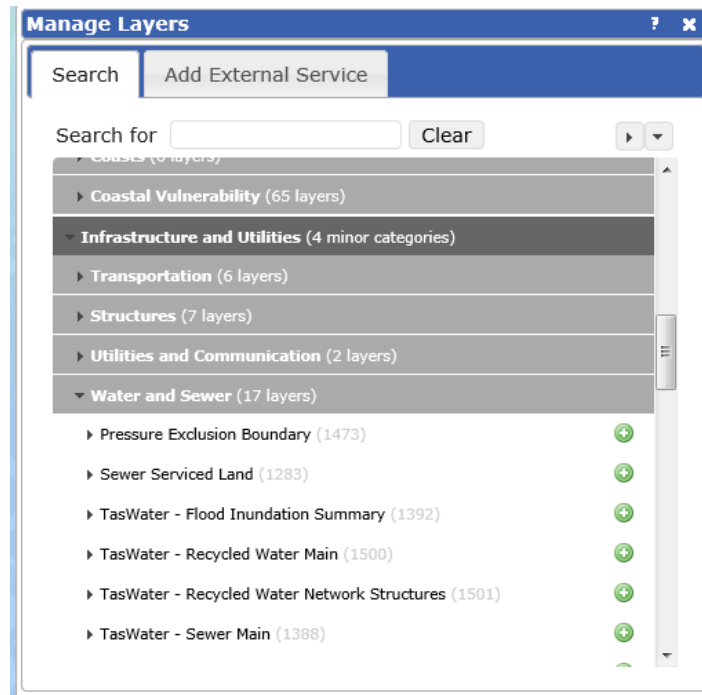 Manage Layers ? x
Search Add External Service
Search for Clear
Coasts (6 layers)
Coastal Vulnerability (65 layers)
Infrastructure and Utilities (4 minor categories)
Transportation (6 layers)
Structures (7 layers)
Utilities and Communication (2 layers)
Water and Sewer (17 layers)
Pressure Exclusion Boundary (1473)
Sewer Serviced Land (1283)
TasWater - Flood Inundation Summary (1392)
TasWater - Recycled Water Main (1500)
TasWater - Recycled Water Network Structures (1501)
TasWater - Sewer Main (1388)